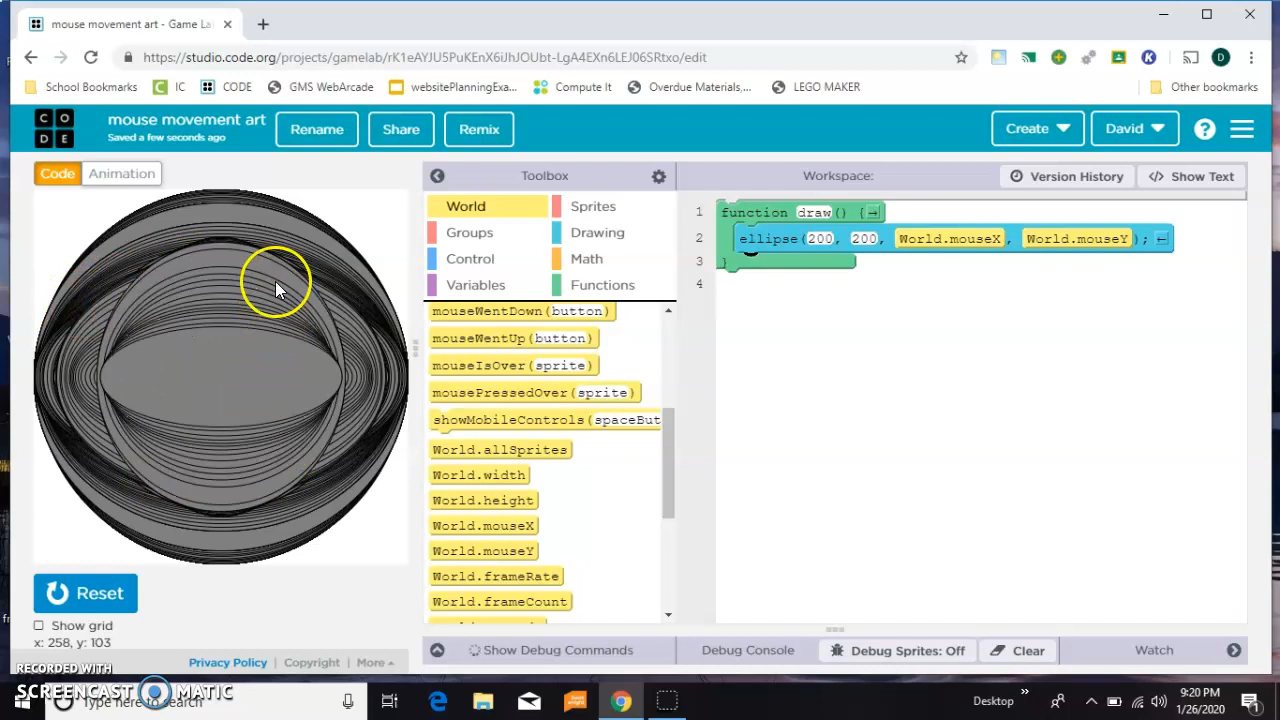 mouse movement art - Game La
https://studio.code.org/projects/gamelab/rK1eAYJU5PuKEnX6iJhJOUbt-LgA4EXn6LEJ06SRtxo/edit
School Bookmarks IC CODE GMS WebArcade websitePlanningExa... Compute It Overdue Materials,... LEGO MAKER Other bookmarks
CODE
mouse movement art
Saved a few seconds ago
Rename Share Remix Create David ?
Code Animation
Toolbox
Workspace:
Version History </> Show Text
World Sprites
Groups Drawing
Control Math
Variables Functions
1 function draw() {
2 ellipse(200, 200, World.mouseX, World.mouseY);
3 }
4
mouseWentDown(button)
mouseWentUp(button)
mouseIsOver(sprite)
mousePressedOver(sprite)
showMobileControls(spaceBut
World.allSprites
World.width
World.height
World.mouseX
World.mouseY
World.frameRate
World.frameCount
Reset
Show grid
x: 258, y: 103
Privacy Policy Copyright More
Show Debug Commands Debug Console Debug Sprites: Off Clear Watch
RECORDED WITH
SCREENCAST MATIC
Type here to search
Desktop
9:20 PM
1/26/2020